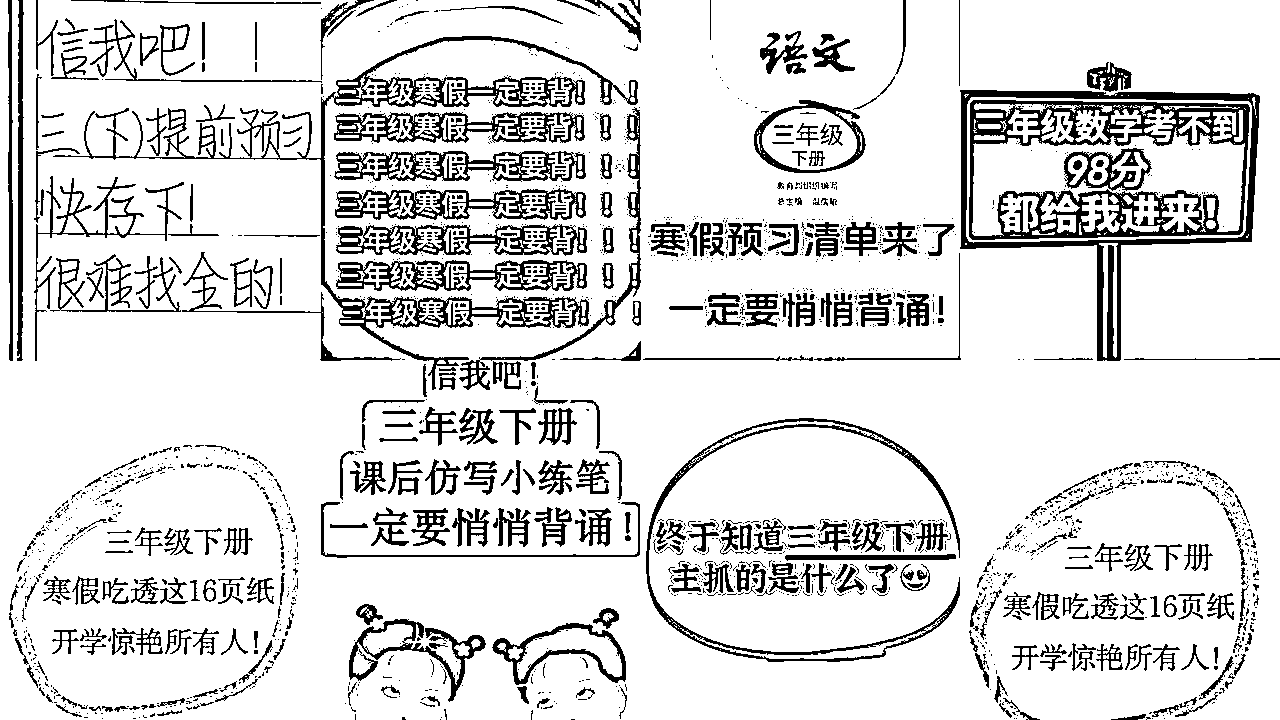 信我吧！！
三(下)提前预习
快存下！
很难找全的！
三年级寒假一定要背！！！
三年级寒假一定要背！！！
三年级寒假一定要背！！！
三年级寒假一定要背！！！
三年级寒假一定要背！！！
三年级寒假一定要背！！！
三年级寒假一定要背！！！
语文
三年级
下册
寒假预习清单来了
一定要悄悄背诵！
三年级数学考不到
98分
都给我进来！
三年级下册
寒假吃透这16页纸
开学惊艳所有人！
信我吧！
三年级下册
课后仿写小练笔
一定要悄悄背诵！
终于知道三年级下册
主抓的是什么了😍
三年级下册
寒假吃透这16页纸
开学惊艳所有人！